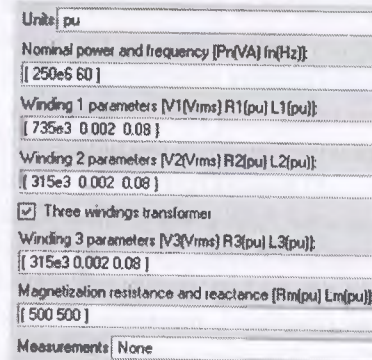 Units pu
Nominal power and frequency [Pn(VA) fn(Hz)]:
[ 250e6 60 ]
Winding 1 parameters [V1(Vrms) R1(pu) L1(pu)]:
[ 735e3 0.002 0.08 ]
Winding 2 parameters [V2(Vrms) R2(pu) L2(pu)]:
[ 315e3 0.002 0.08 ]
Three windings transformer
Winding 3 parameters [V3(Vrms) R3(pu) L3(pu)]:
[ 315e3 0.002 0.08 ]
Magnetization resistance and reactance [Rm(pu) Lm(pu)]:
[ 500 500 ]
Measurements None